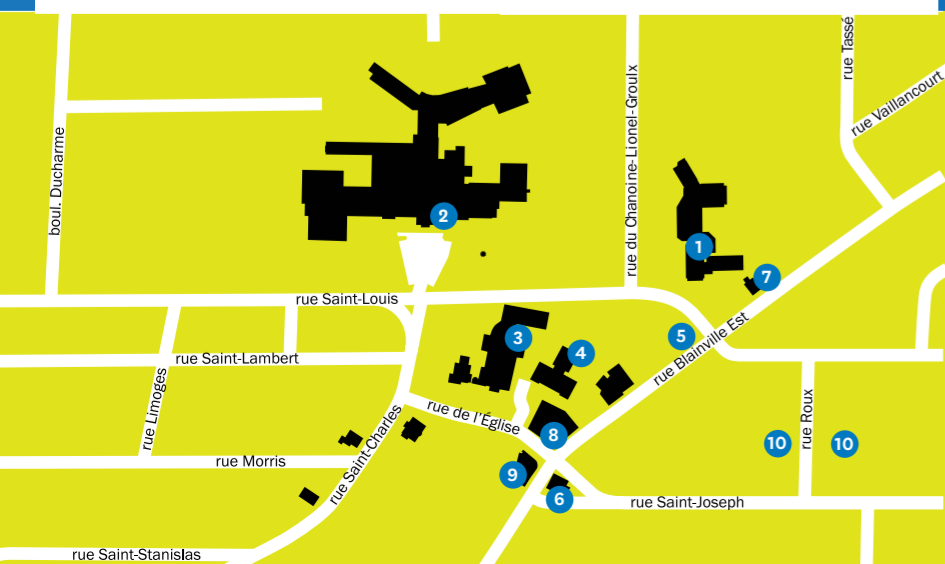 rue Tassé
rue Vaillancourt
boul. Ducharme
rue du Chanoine-Lionel-Groulx
2
1
7
rue Saint-Louis
3
5
rue Blainville Est
4
rue Saint-Lambert
rue Limoges
rue de l'Église
rue Saint-Charles
rue Roux
8
10
10
rue Morris
9
6
rue Saint-Joseph
rue Saint-Stanislas